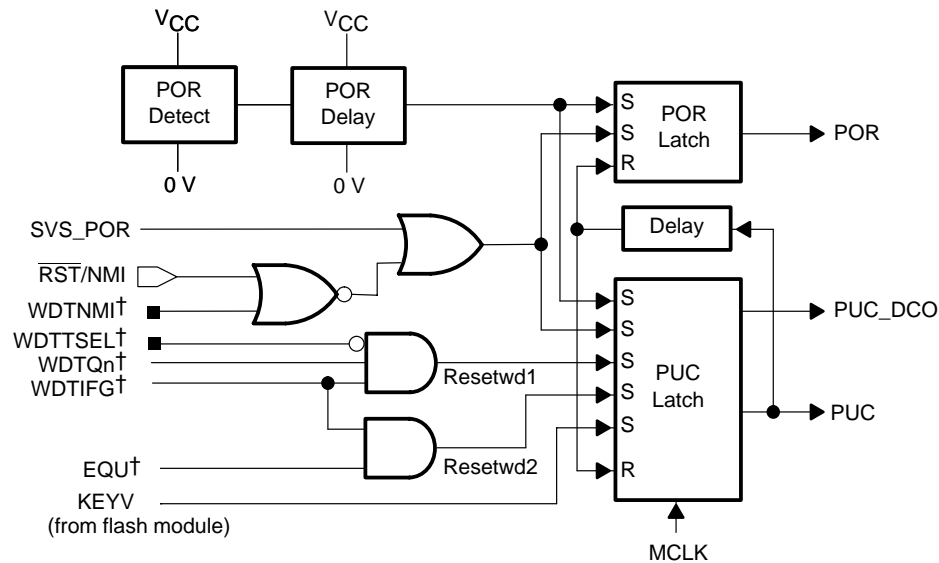 VCC
VCC
POR
Detect
POR
Delay
0 V
0 V
S
S
R
POR
Latch
POR
SVS_POR
Delay
RST/NMI
WDTNMI†
WDTTSEL†
WDTQn†
WDTIFG†
Resetwd1
EQU†
Resetwd2
KEYV
(from flash module)
S
S
S
S
S
R
PUC
Latch
PUC_DCO
PUC
MCLK